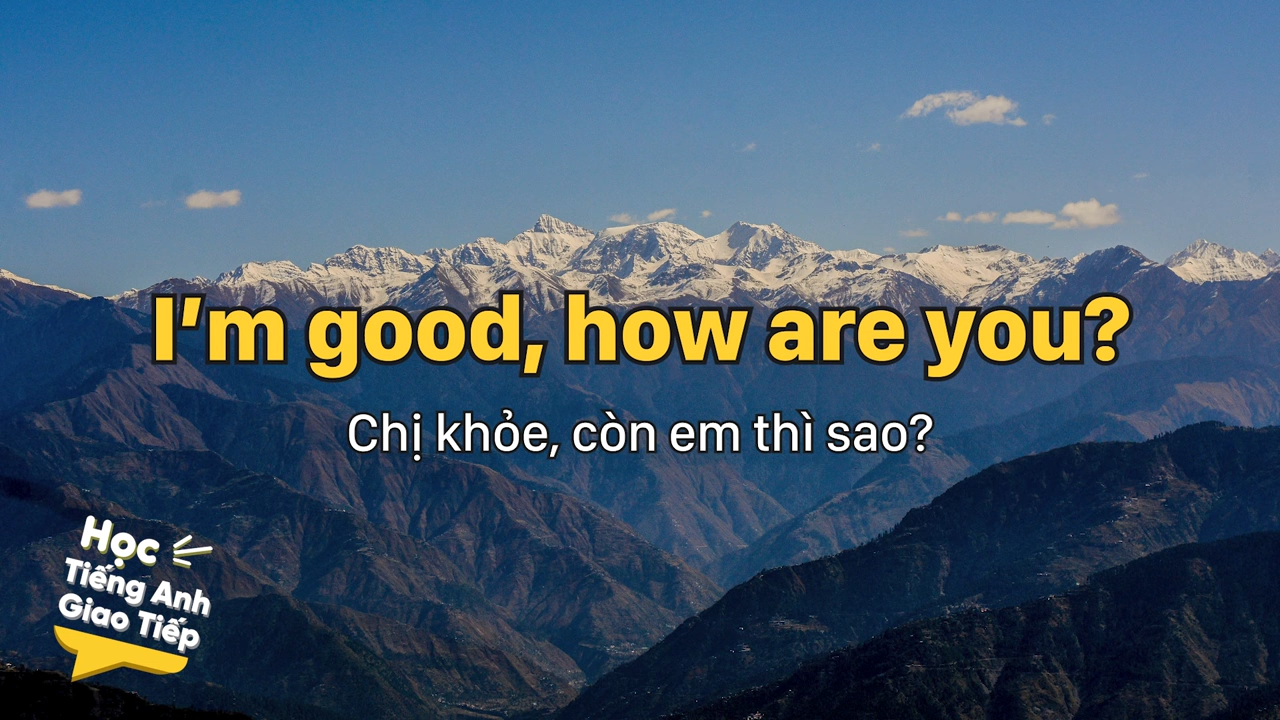 I’m good, how are you?
Chị khỏe, còn em thì sao?
Học
Tiếng Anh
Giao Tiếp